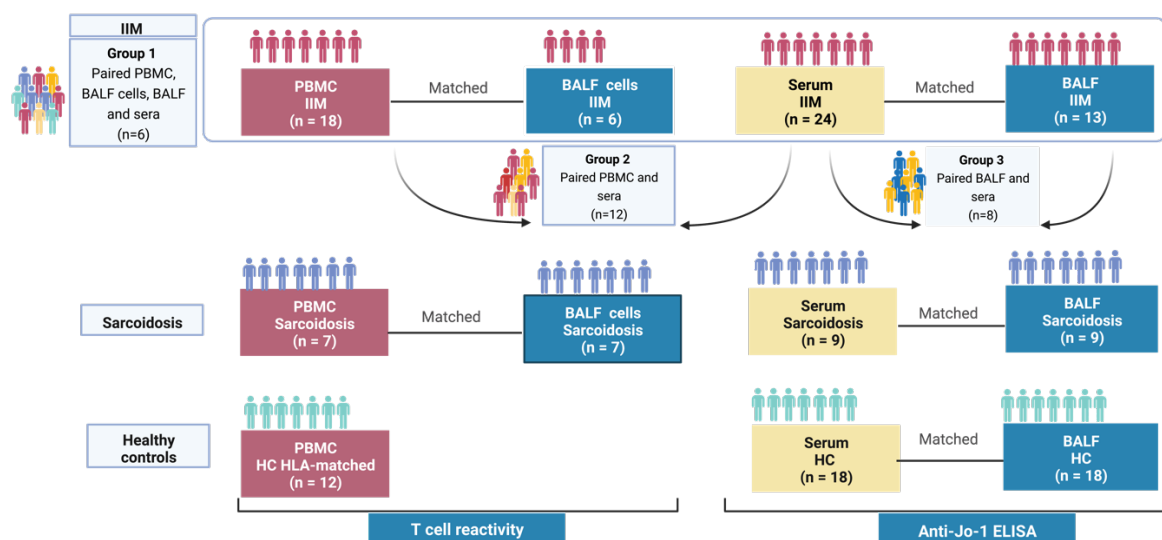 IIM
Group 1
Paired PBMC,
BALF cells, BALF
and sera
(n=6)
PBMC
IIM
(n = 18)
Matched
BALF cells
IIM
(n = 6)
Serum
IIM
(n = 24)
Matched
BALF
IIM
(n = 13)
Group 2
Paired PBMC and
sera
(n=12)
Group 3
Paired BALF and
sera
(n=8)
Sarcoidosis
PBMC
Sarcoidosis
(n = 7)
Matched
BALF cells
Sarcoidosis
(n = 7)
Serum
Sarcoidosis
(n = 9)
Matched
BALF
Sarcoidosis
(n = 9)
Healthy
controls
PBMC
HC HLA-matched
(n = 12)
Serum
HC
(n = 18)
Matched
BALF
HC
(n = 18)
T cell reactivity
Anti-Jo-1 ELISA